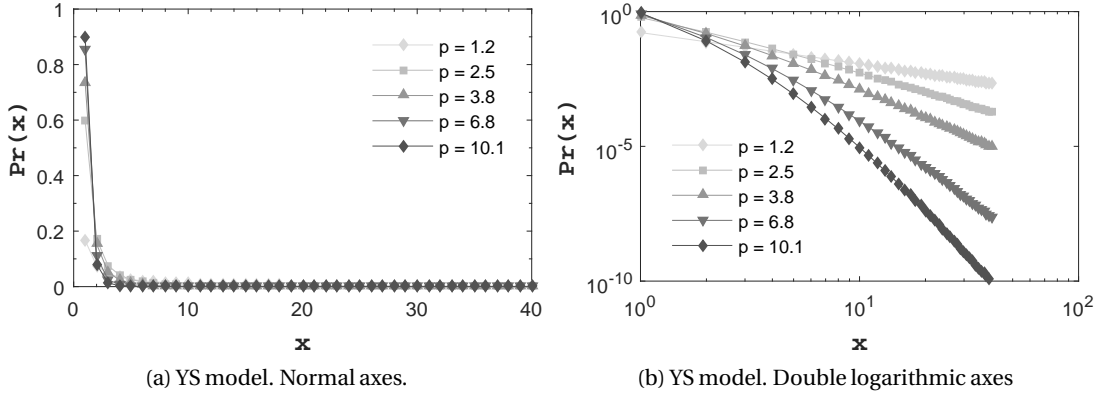 1
0.8
0.6
0.4
0.2
0
0
10
20
30
40
Pr(x)
x
p = 1.2
p = 2.5
p = 3.8
p = 6.8
p = 10.1
(a) YS model. Normal axes.
10^0
10^-5
10^-10
10^0
10^1
10^2
Pr(x)
x
p = 1.2
p = 2.5
p = 3.8
p = 6.8
p = 10.1
(b) YS model. Double logarithmic axes